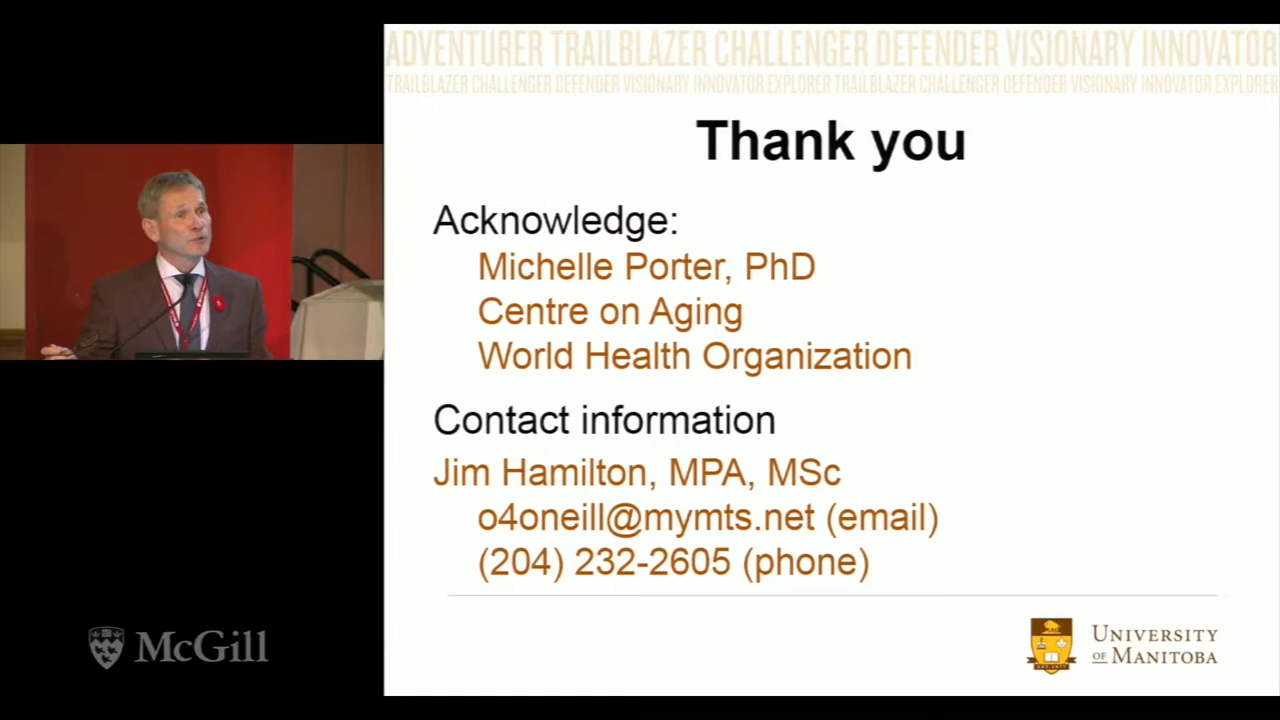 ADVENTURER TRAILBLAZER CHALLENGER DEFENDER VISIONARY INNOVATOR
TRAILBLAZER CHALLENGER DEFENDER VISIONARY INNOVATOR EXPLORER TRAILBLAZER CHALLENGER DEFENDER VISIONARY INNOVATOR EXPLORER
Thank you
Acknowledge:
Michelle Porter, PhD
Centre on Aging
World Health Organization
Contact information
Jim Hamilton, MPA, MSc
o4oneill@mymts.net (email)
(204) 232-2605 (phone)
McGill
UNIVERSITY
OF MANITOBA